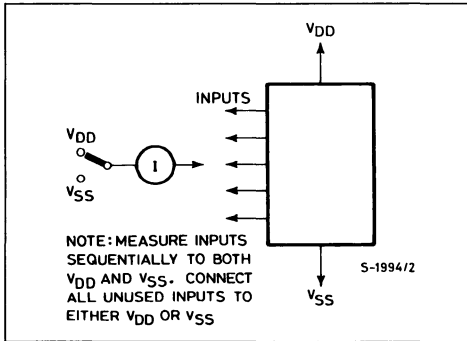 VDD
INPUTS
VDD
I
VSS
NOTE: MEASURE INPUTS
SEQUENTIALLY TO BOTH
VDD AND VSS. CONNECT
ALL UNUSED INPUTS TO
EITHER VDD OR VSS
S-1994/2
VSS